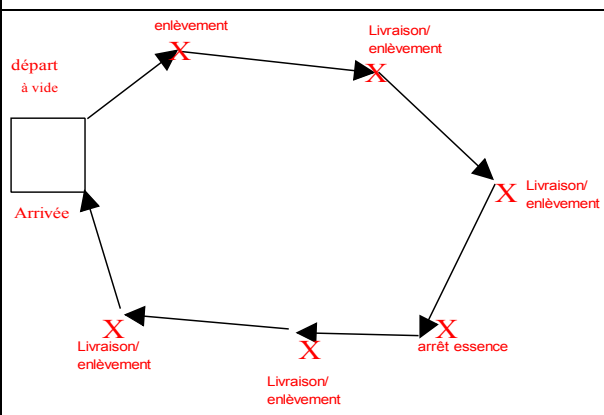 enlèvement
X
Livraison/
enlèvement
X
départ
à vide
X
Livraison/
enlèvement
Arrivée
X
arrêt essence
X
Livraison/
enlèvement
X
Livraison/
enlèvement